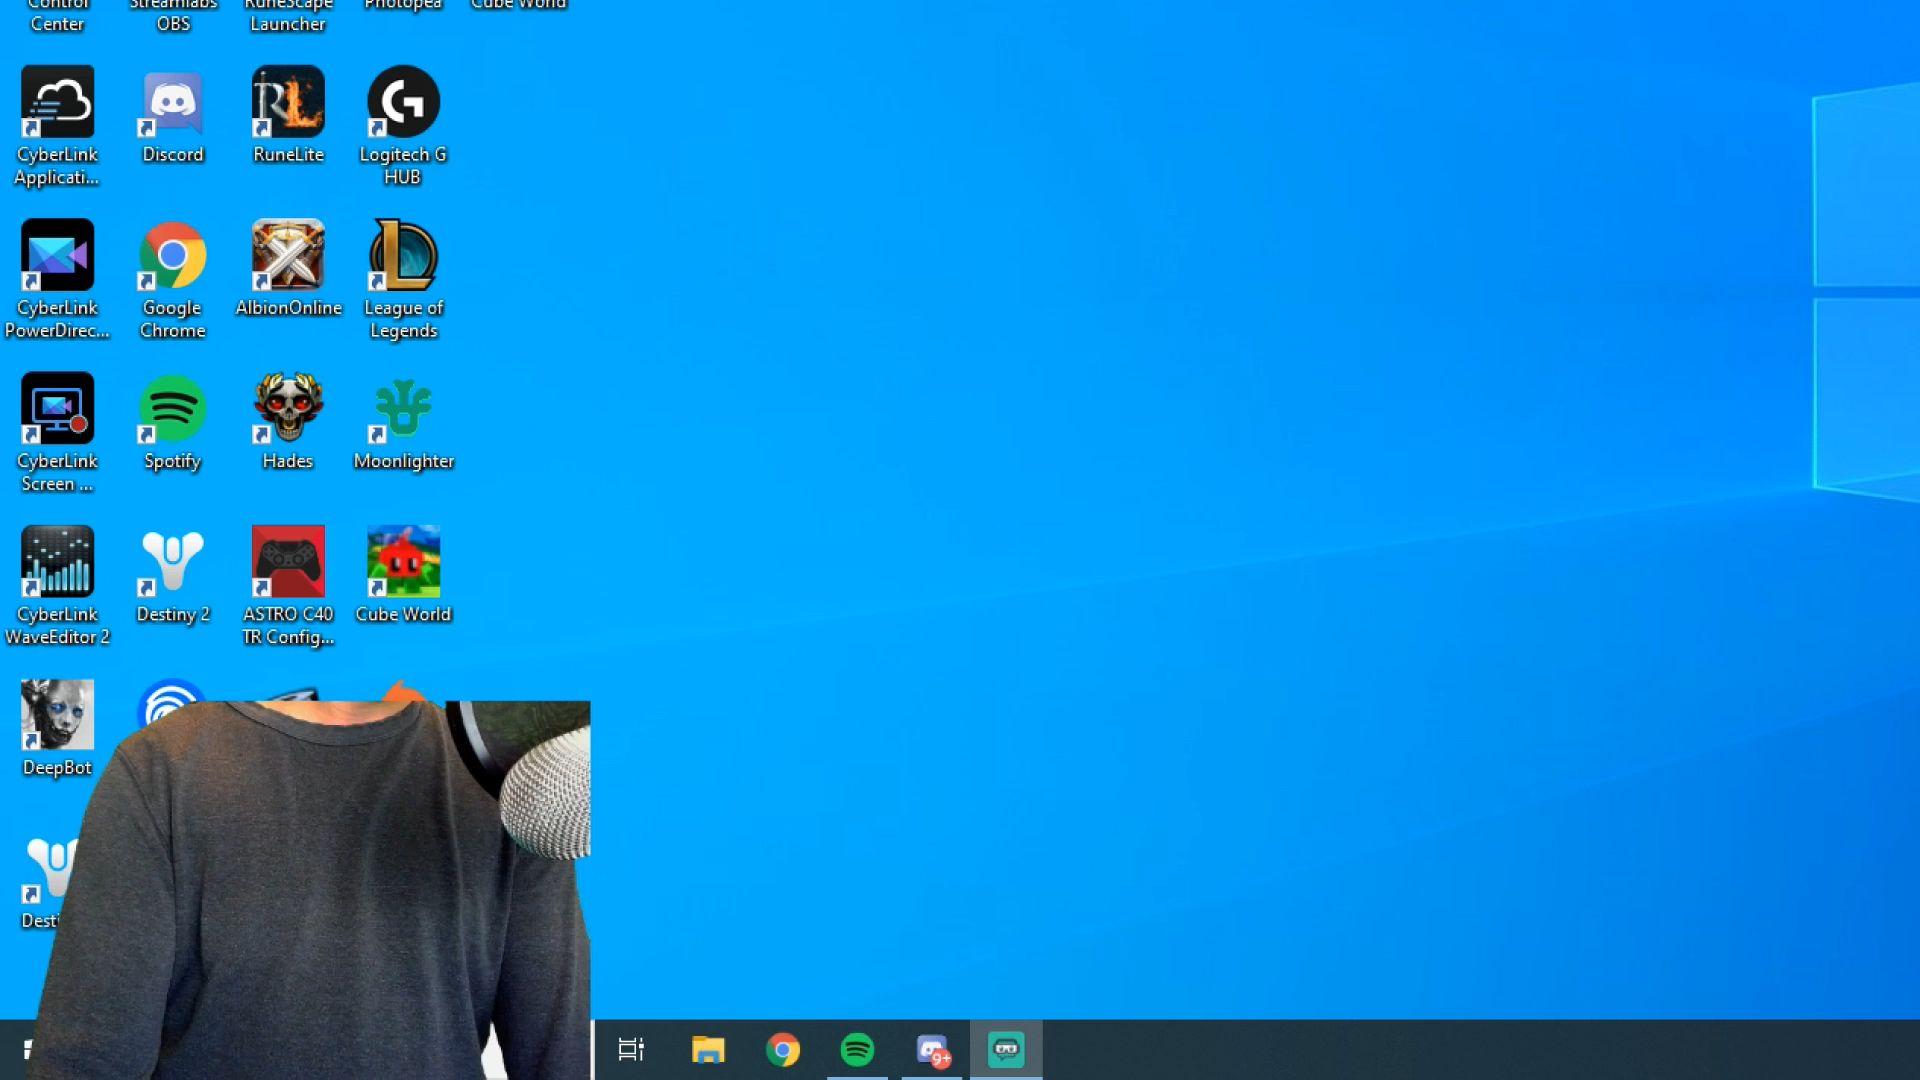 Control
Center
Streamlabs
OBS
RuneScape
Launcher
Photopea
Cube World
CyberLink
Applicati...
Discord
RuneLite
Logitech G
HUB
CyberLink
PowerDirec...
Google
Chrome
AlbionOnline
League of
Legends
CyberLink
Screen ...
Spotify
Hades
Moonlighter
CyberLink
WaveEditor 2
Destiny 2
ASTRO C40
TR Config...
Cube World
DeepBot
Desti
9+